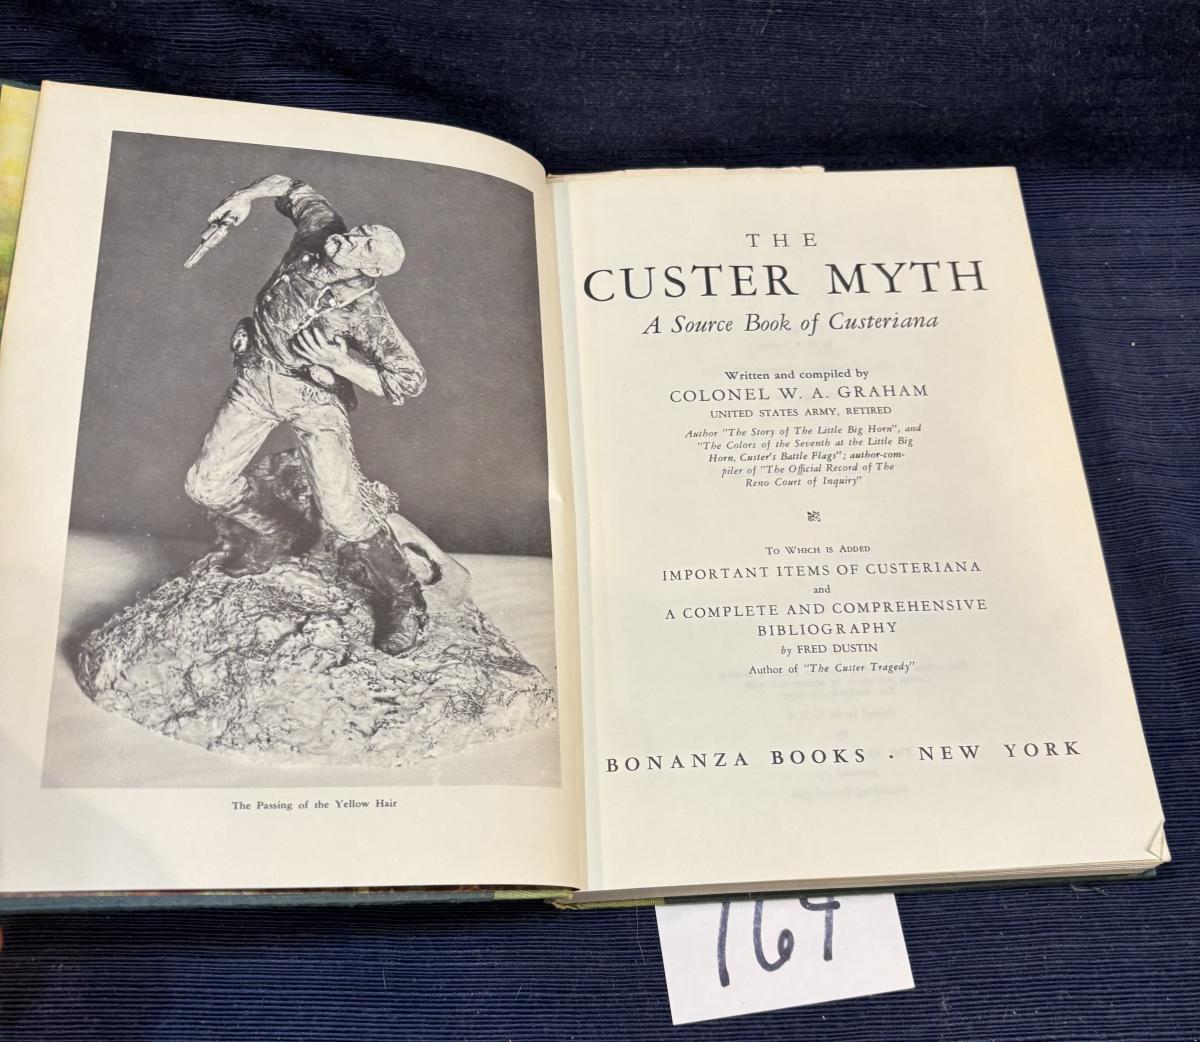 The Passing of the Yellow Hair
THE
CUSTER MYTH
A Source Book of Custeriana
Written and compiled by
COLONEL W. A. GRAHAM
UNITED STATES ARMY, RETIRED
Author "The Story of The Little Big Horn", and
"The Colors of the Seventh at the Little Big
Horn, Custer's Battle Flags"; author-com-
piler of "The Official Record of The
Reno Court of Inquiry"
To Which is Added
IMPORTANT ITEMS OF CUSTERIANA
and
A COMPLETE AND COMPREHENSIVE
BIBLIOGRAPHY
by FRED DUSTIN
Author of "The Custer Tragedy"
BONANZA BOOKS · NEW YORK
164